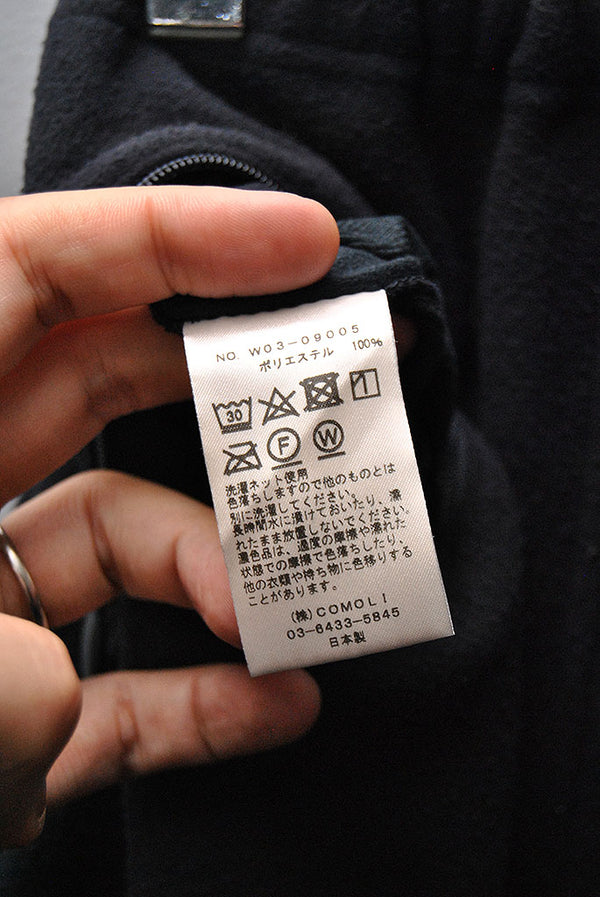 NO. W03-09005
ポリエステル 100%
30
F W
洗濯ネット使用
色落ちしますので他のものとは
別に洗濯してください。
長時間水に漬けておいたり、濡
れたまま放置しないでください。
濃色品は、過度の摩擦や濡れた
状態での摩擦で色落ちしたり、
他の衣類や持ち物に色移りする
ことがあります。
(株)COMOLI
03-6433-5845
日本製